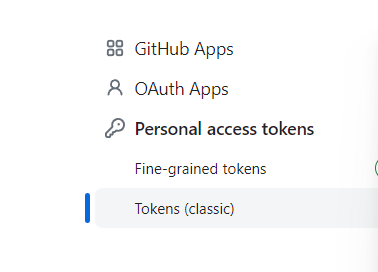 GitHub Apps
OAuth Apps
Personal access tokens
Fine-grained tokens
Tokens (classic)